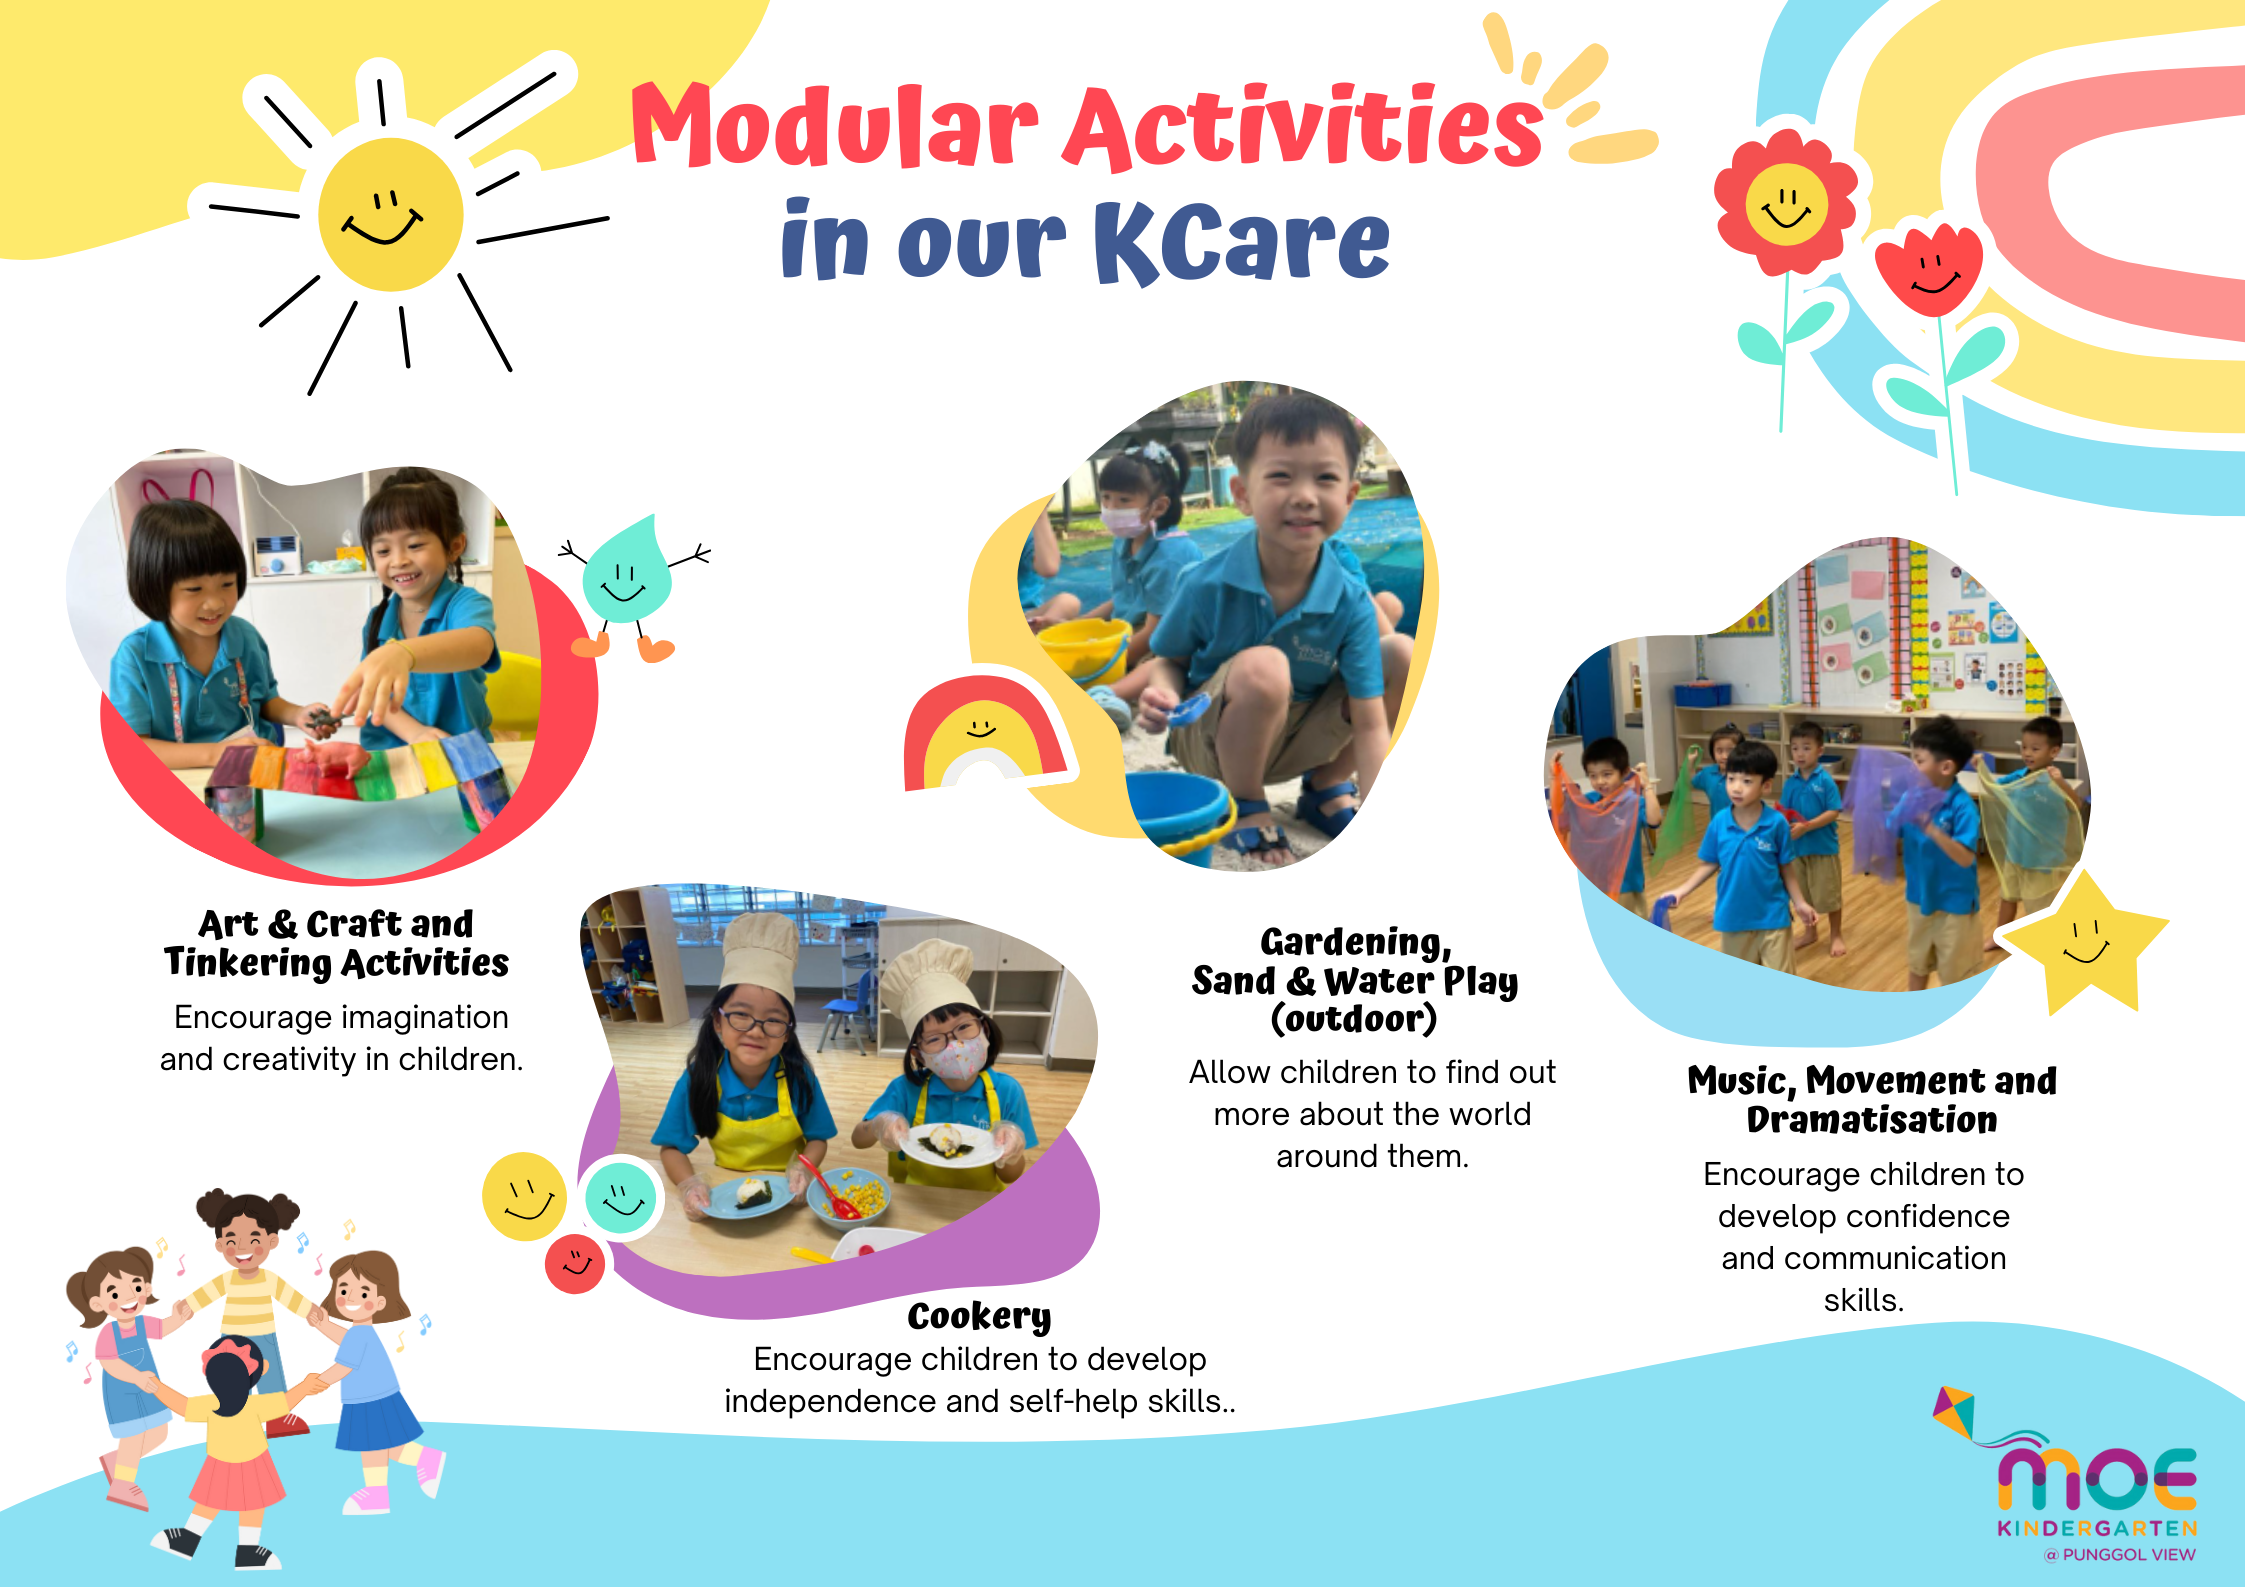 Modular Activities
in our KCare
Art & Craft and
Tinkering Activities
Encourage imagination
and creativity in children.
Cookery
Encourage children to develop
independence and self-help skills..
Gardening,
Sand & Water Play
(outdoor)
Allow children to find out
more about the world
around them.
Music, Movement and
Dramatisation
Encourage children to
develop confidence
and communication
skills.
moe
KINDERGARTEN
@ PUNGGOL VIEW